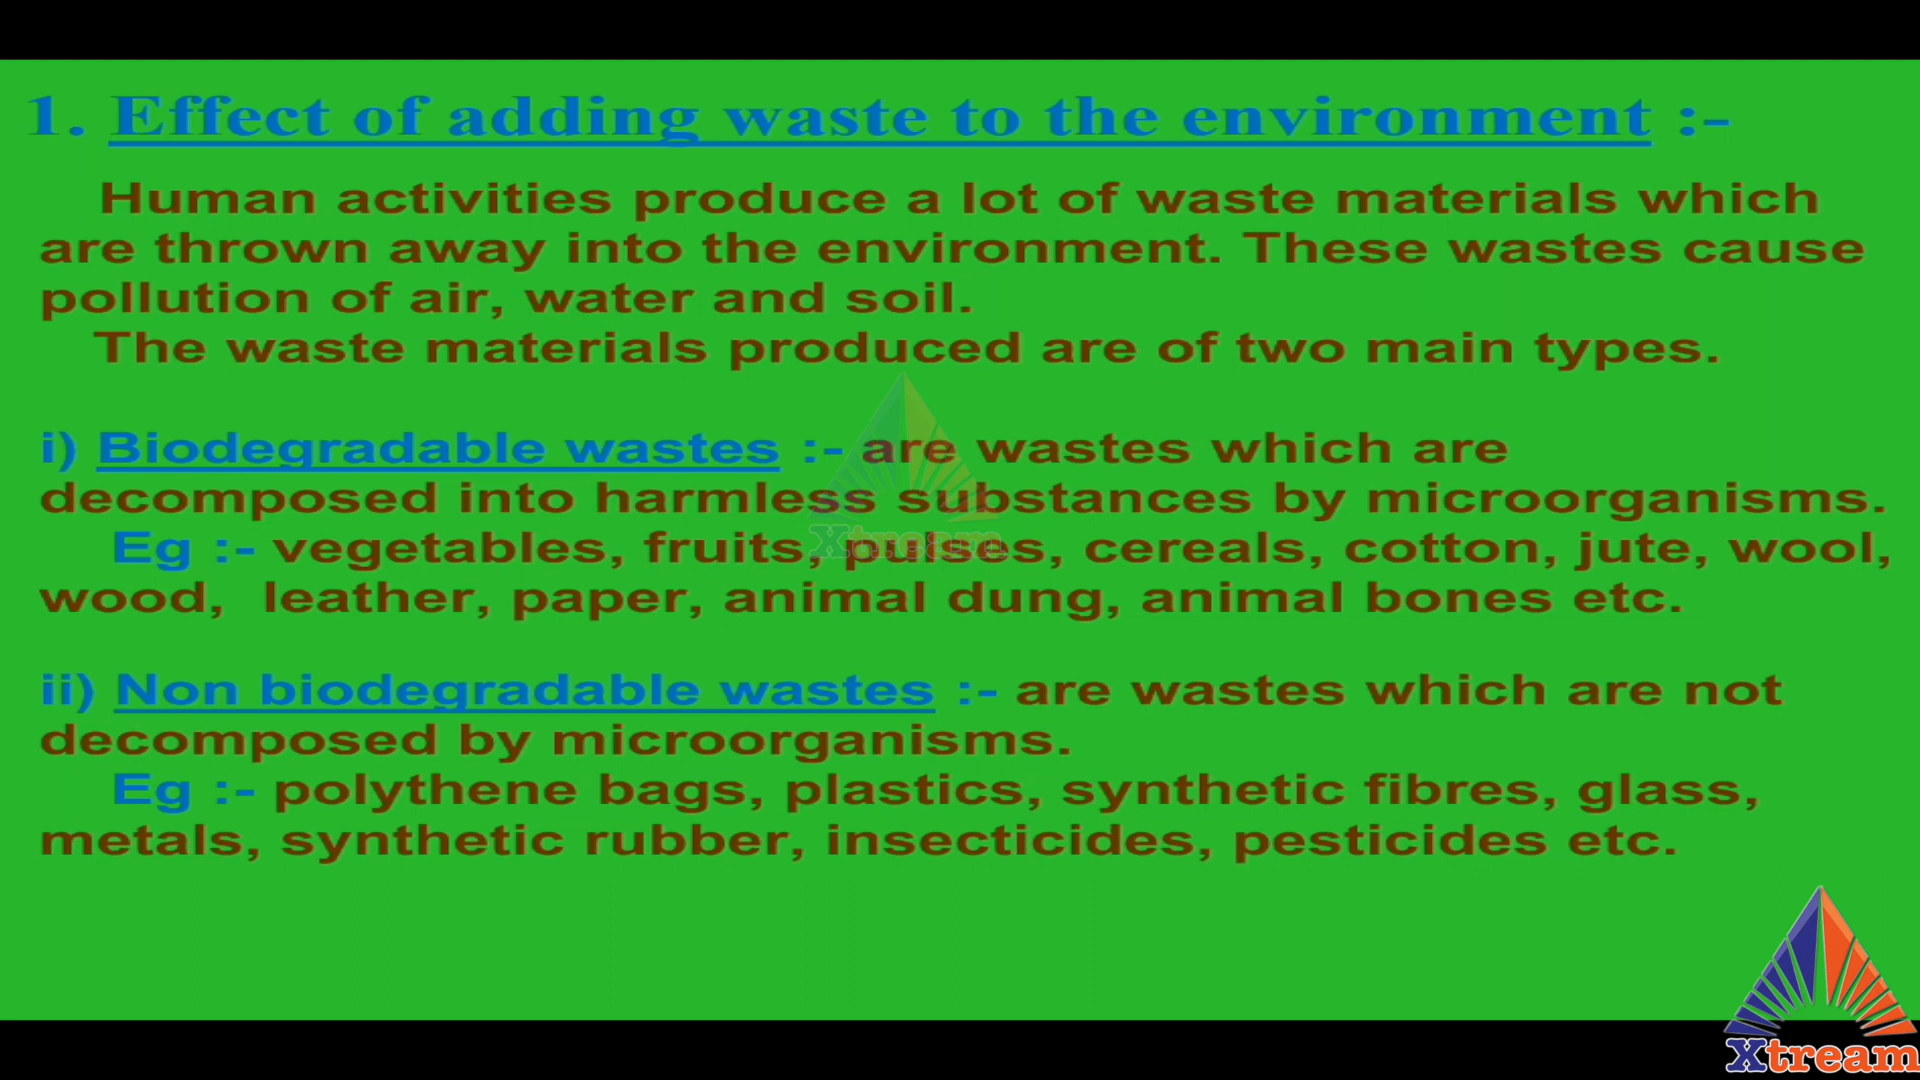 1. Effect of adding waste to the environment :-
Human activities produce a lot of waste materials which
are thrown away into the environment. These wastes cause
pollution of air, water and soil.
The waste materials produced are of two main types.
i) Biodegradable wastes :- are wastes which are
decomposed into harmless substances by microorganisms.
Eg :- vegetables, fruits, pulses, cereals, cotton, jute, wool,
wood, leather, paper, animal dung, animal bones etc.
Xtream
ii) Non biodegradable wastes :- are wastes which are not
decomposed by microorganisms.
Eg :- polythene bags, plastics, synthetic fibres, glass,
metals, synthetic rubber, insecticides, pesticides etc.
Xtream